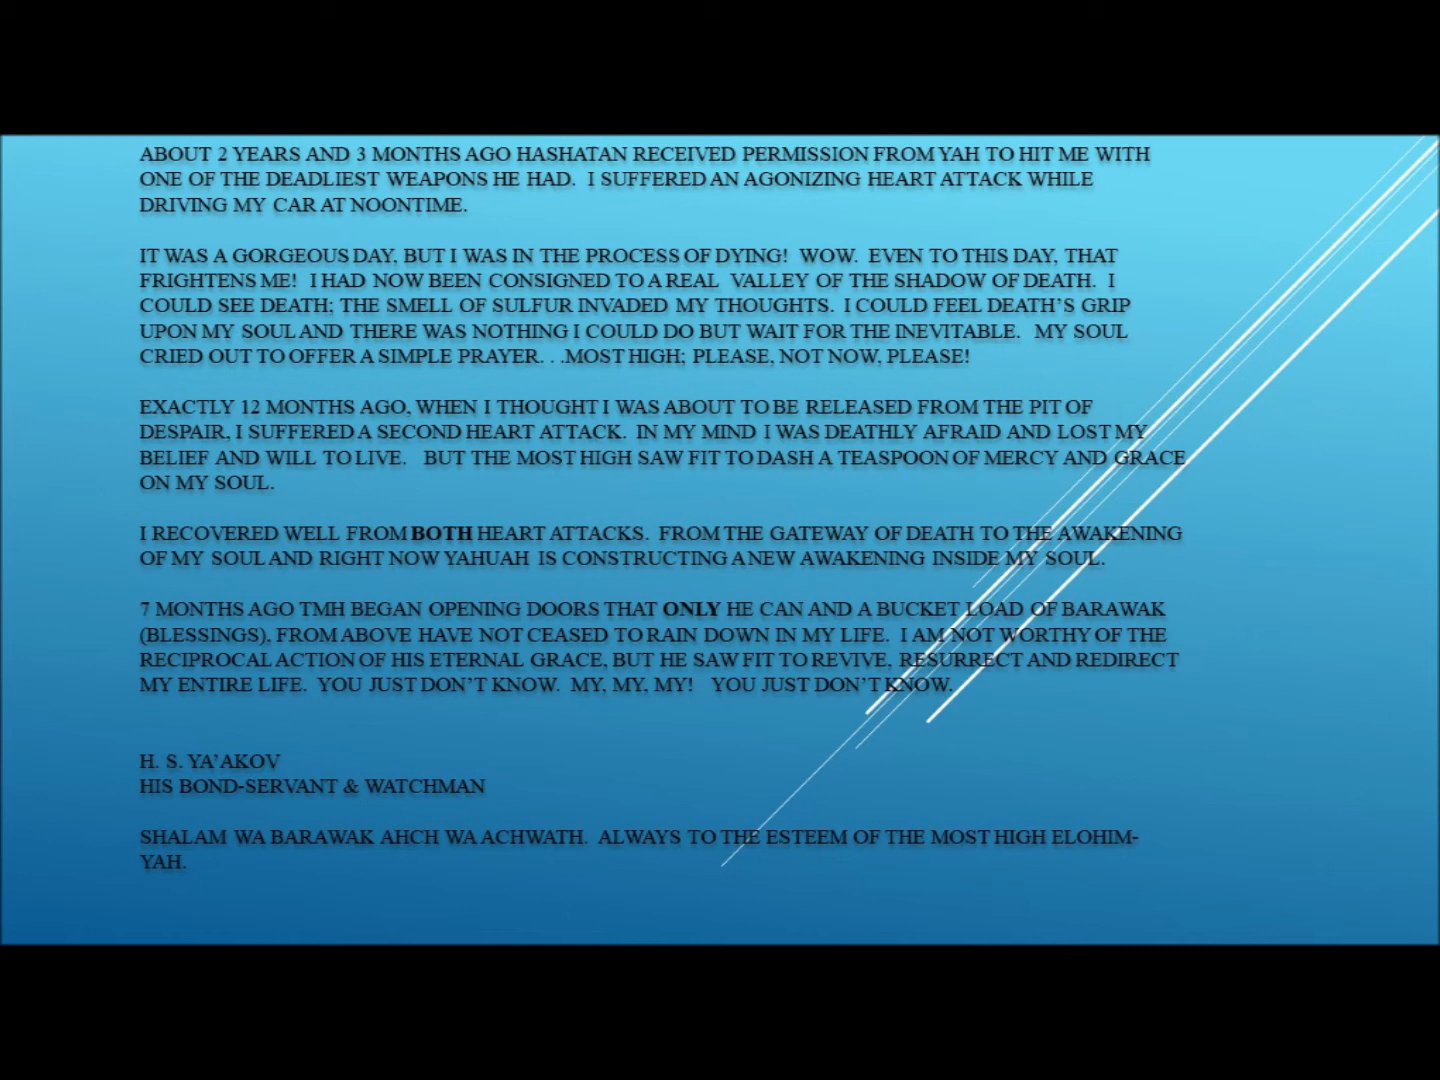 ABOUT 2 YEARS AND 3 MONTHS AGO HASHATAN RECEIVED PERMISSION FROM YAH TO HIT ME WITH
ONE OF THE DEADLIEST WEAPONS HE HAD. I SUFFERED AN AGONIZING HEART ATTACK WHILE
DRIVING MY CAR AT NOONTIME.
IT WAS A GORGEOUS DAY, BUT I WAS IN THE PROCESS OF DYING! WOW. EVEN TO THIS DAY, THAT
FRIGHTENS ME! I HAD NOW BEEN CONSIGNED TO A REAL VALLEY OF THE SHADOW OF DEATH. I
COULD SEE DEATH; THE SMELL OF SULFUR INVADED MY THOUGHTS. I COULD FEEL DEATH'S GRIP
UPON MY SOUL AND THERE WAS NOTHING I COULD DO BUT WAIT FOR THE INEVITABLE. MY SOUL
CRIED OUT TO OFFER A SIMPLE PRAYER. . .MOST HIGH; PLEASE, NOT NOW, PLEASE!
EXACTLY 12 MONTHS AGO, WHEN I THOUGHT I WAS ABOUT TO BE RELEASED FROM THE PIT OF
DESPAIR, I SUFFERED A SECOND HEART ATTACK. IN MY MIND I WAS DEATHLY AFRAID AND LOST MY
BELIEF AND WILL TO LIVE. BUT THE MOST HIGH SAW FIT TO DASH A TEASPOON OF MERCY AND GRACE
ON MY SOUL.
I RECOVERED WELL FROM BOTH HEART ATTACKS. FROM THE GATEWAY OF DEATH TO THE AWAKENING
OF MY SOUL AND RIGHT NOW YAHUAH IS CONSTRUCTING A NEW AWAKENING INSIDE MY SOUL.
7 MONTHS AGO TMH BEGAN OPENING DOORS THAT ONLY HE CAN AND A BUCKET LOAD OF BARAWAK
(BLESSINGS), FROM ABOVE HAVE NOT CEASED TO RAIN DOWN IN MY LIFE. I AM NOT WORTHY OF THE
RECIPROCAL ACTION OF HIS ETERNAL GRACE, BUT HE SAW FIT TO REVIVE, RESURRECT AND REDIRECT
MY ENTIRE LIFE. YOU JUST DON'T KNOW. MY, MY, MY! YOU JUST DON'T KNOW.
H. S. YA'AKOV
HIS BOND-SERVANT & WATCHMAN
SHALAM WA BARAWAK AHCH WA ACHWATH. ALWAYS TO THE ESTEEM OF THE MOST HIGH ELOHIM-
YAH.